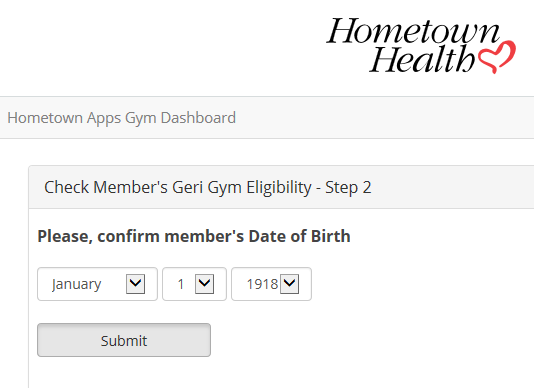 Hometown
Health
Hometown Apps Gym Dashboard
Check Member's Geri Gym Eligibility - Step 2
Please, confirm member's Date of Birth
January 1 1918
Submit